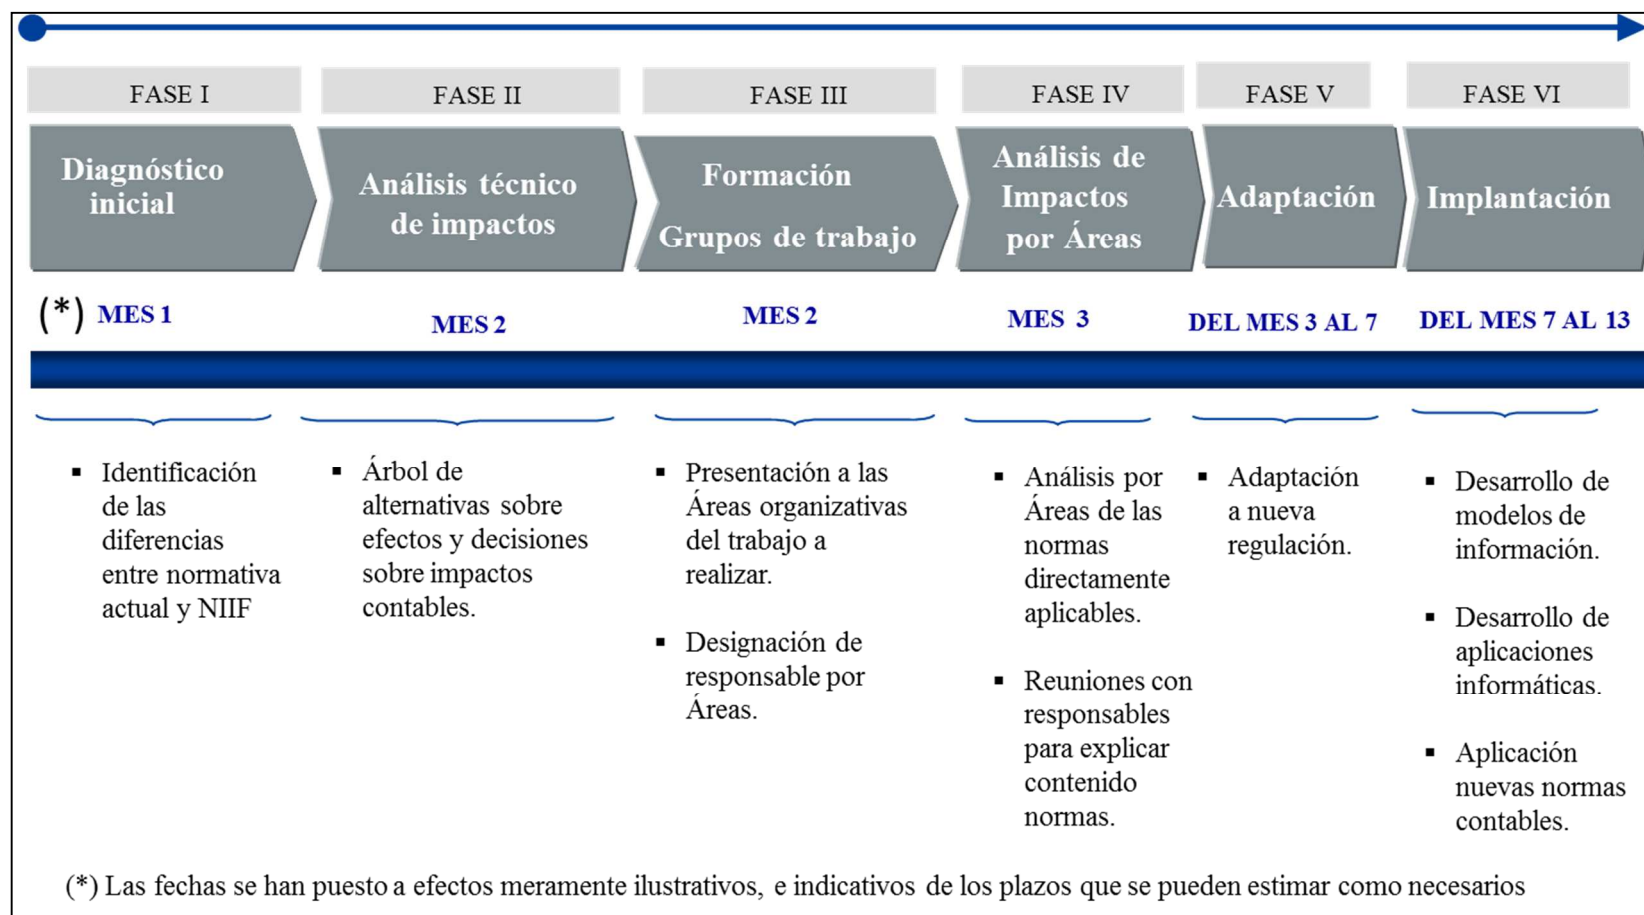 FASE I
FASE II
FASE III
FASE IV
FASE V
FASE VI
Diagnóstico
inicial
Análisis técnico
de impactos
Formación
Grupos de trabajo
Análisis de
Impactos
por Áreas
Adaptación
Implantación
(*) MES 1
MES 2
MES 2
MES 3
DEL MES 3 AL 7
DEL MES 7 AL 13
▪ Identificación
de las
diferencias
entre normativa
actual y NIIF
▪ Árbol de
alternativas sobre
efectos y decisiones
sobre impactos
contables.
▪ Presentación a las
Áreas organizativas
del trabajo a
realizar.
▪ Designación de
responsable por
Áreas.
▪ Análisis por
Áreas de las
normas
directamente
aplicables.
▪ Reuniones con
responsables
para explicar
contenido
normas.
▪ Adaptación
a nueva
regulación.
▪ Desarrollo de
modelos de
información.
▪ Desarrollo de
aplicaciones
informáticas.
▪ Aplicación
nuevas normas
contables.
(*) Las fechas se han puesto a efectos meramente ilustrativos, e indicativos de los plazos que se pueden estimar como necesarios